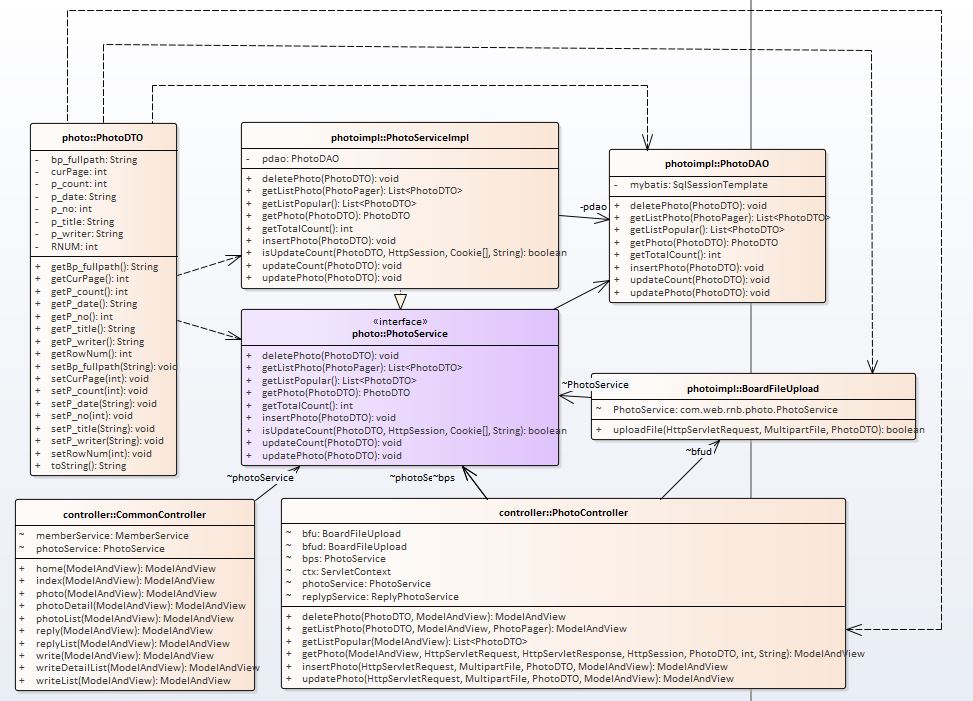 photo::PhotoDTO
- bp_fullpath: String
- curPage: int
- p_count: int
- p_date: String
- p_no: int
- p_title: String
- p_writer: String
- RNUM: int
+ getBp_fullpath(): String
+ getCurPage(): int
+ getP_count(): int
+ getP_date(): String
+ getP_no(): int
+ getP_title(): String
+ getP_writer(): String
+ getRowNum(): int
+ setBp_fullpath(String): void
+ setCurPage(int): void
+ setP_count(int): void
+ setP_date(String): void
+ setP_no(int): void
+ setP_title(String): void
+ setP_writer(String): void
+ setRowNum(int): void
+ toString(): String
photoimpl::PhotoServiceImpl
- pdao: PhotoDAO
+ deletePhoto(PhotoDTO): void
+ getListPhoto(PhotoPager): List<PhotoDTO>
+ getListPopular(): List<PhotoDTO>
+ getPhoto(PhotoDTO): PhotoDTO
+ getTotalCount(): int
+ insertPhoto(PhotoDTO): void
+ isUpdateCount(PhotoDTO, HttpSession, Cookie[], String): boolean
+ updateCount(PhotoDTO): void
+ updatePhoto(PhotoDTO): void
-pdao
photoimpl::PhotoDAO
- mybatis: SqlSessionTemplate
+ deletePhoto(PhotoDTO): void
+ getListPhoto(PhotoPager): List<PhotoDTO>
+ getListPopular(): List<PhotoDTO>
+ getPhoto(PhotoDTO): PhotoDTO
+ getTotalCount(): int
+ insertPhoto(PhotoDTO): void
+ updateCount(PhotoDTO): void
+ updatePhoto(PhotoDTO): void
«interface»
photo::PhotoService
+ deletePhoto(PhotoDTO): void
+ getListPhoto(PhotoPager): List<PhotoDTO>
+ getListPopular(): List<PhotoDTO>
+ getPhoto(PhotoDTO): PhotoDTO
+ getTotalCount(): int
+ insertPhoto(PhotoDTO): void
+ isUpdateCount(PhotoDTO, HttpSession, Cookie[], String): boolean
+ updateCount(PhotoDTO): void
+ updatePhoto(PhotoDTO): void
~PhotoService
photoimpl::BoardFileUpload
~ PhotoService: com.web.rnb.photo.PhotoService
+ uploadFile(HttpServletRequest, MultipartFile, PhotoDTO): boolean
~bfud
~photoService
~photoSe~bps
controller::CommonController
~ memberService: MemberService
~ photoService: PhotoService
+ home(ModelAndView): ModelAndView
+ index(ModelAndView): ModelAndView
+ photo(ModelAndView): ModelAndView
+ photoDetail(ModelAndView): ModelAndView
+ photoList(ModelAndView): ModelAndView
+ reply(ModelAndView): ModelAndView
+ replyList(ModelAndView): ModelAndView
+ write(ModelAndView): ModelAndView
+ writeDetailList(ModelAndView): ModelAndView
+ writeList(ModelAndView): ModelAndView
controller::PhotoController
~ bfu: BoardFileUpload
~ bfud: BoardFileUpload
~ bps: PhotoService
~ ctx: ServletContext
~ photoService: PhotoService
~ replypService: ReplyPhotoService
+ deletePhoto(PhotoDTO, ModelAndView): ModelAndView
+ getListPhoto(PhotoDTO, ModelAndView, PhotoPager): ModelAndView
+ getListPopular(ModelAndView): List<PhotoDTO>
+ getPhoto(ModelAndView, HttpServletRequest, HttpServletResponse, HttpSession, PhotoDTO, int, String): ModelAndView
+ insertPhoto(HttpServletRequest, MultipartFile, PhotoDTO, ModelAndView): ModelAndView
+ updatePhoto(HttpServletRequest, MultipartFile, PhotoDTO, ModelAndView): ModelAndView